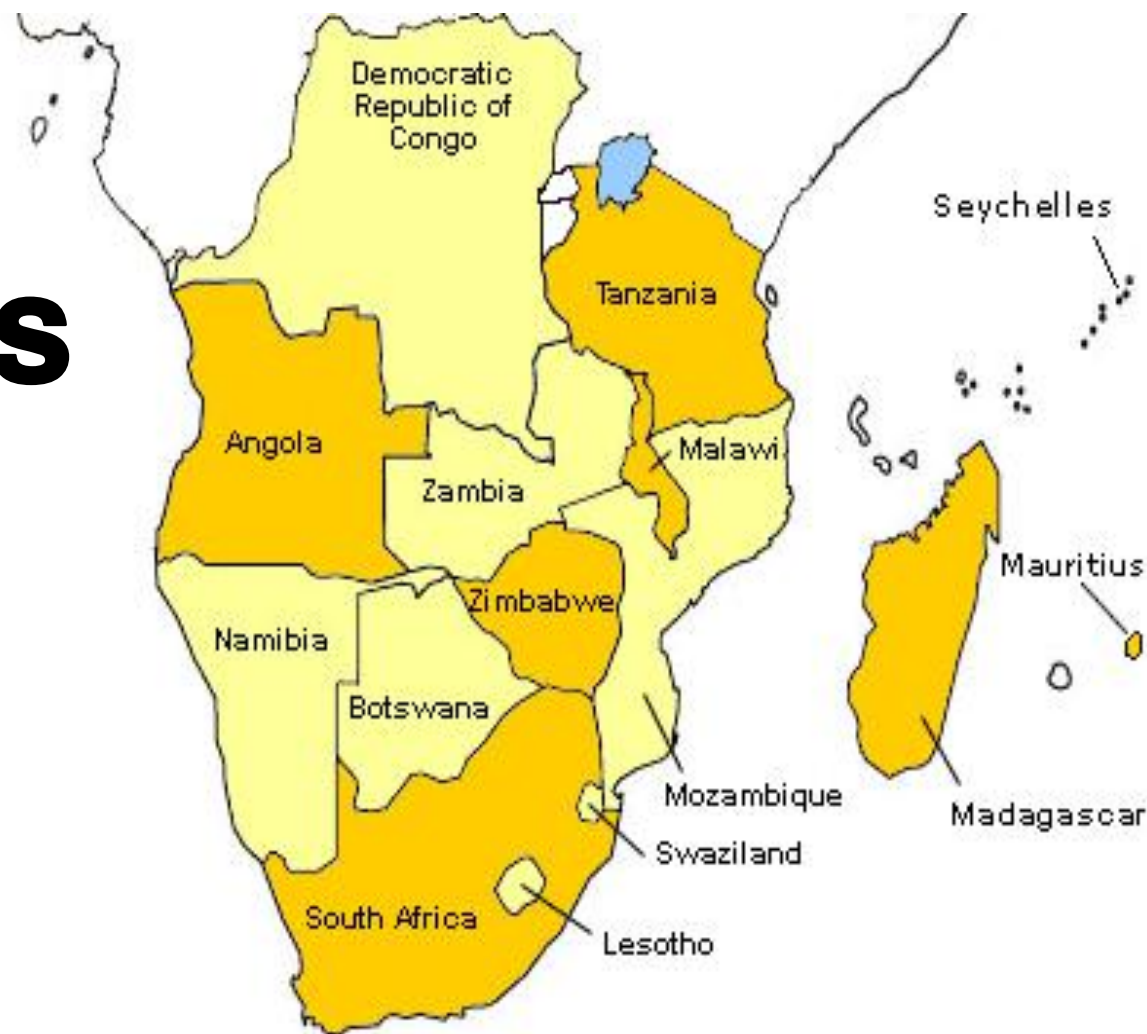 Democratic
Republic of
Congo
Seychelles
Tanzania
s
Angola
Malawi
Zambia
Mauritius
Zimbabwe
Namibia
Botswana
Mozambique
Madagascar
Swaziland
South Africa
Lesotho